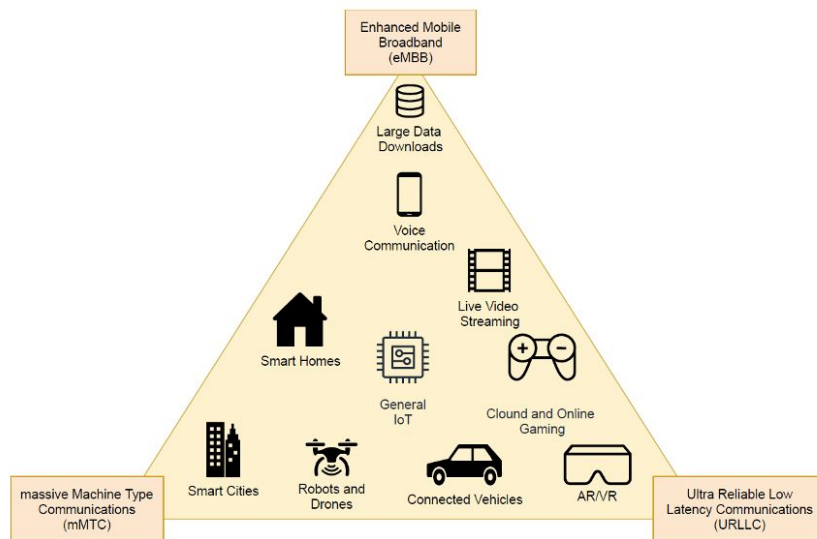 Enhanced Mobile
Broadband
(eMBB)
Large Data
Downloads
Voice
Communication
Live Video
Streaming
Smart Homes
General
IoT
Clound and Online
Gaming
Smart Cities
Robots and
Drones
Connected Vehicles
AR/VR
massive Machine Type
Communications
(mMTC)
Ultra Reliable Low
Latency Communications
(URLLC)